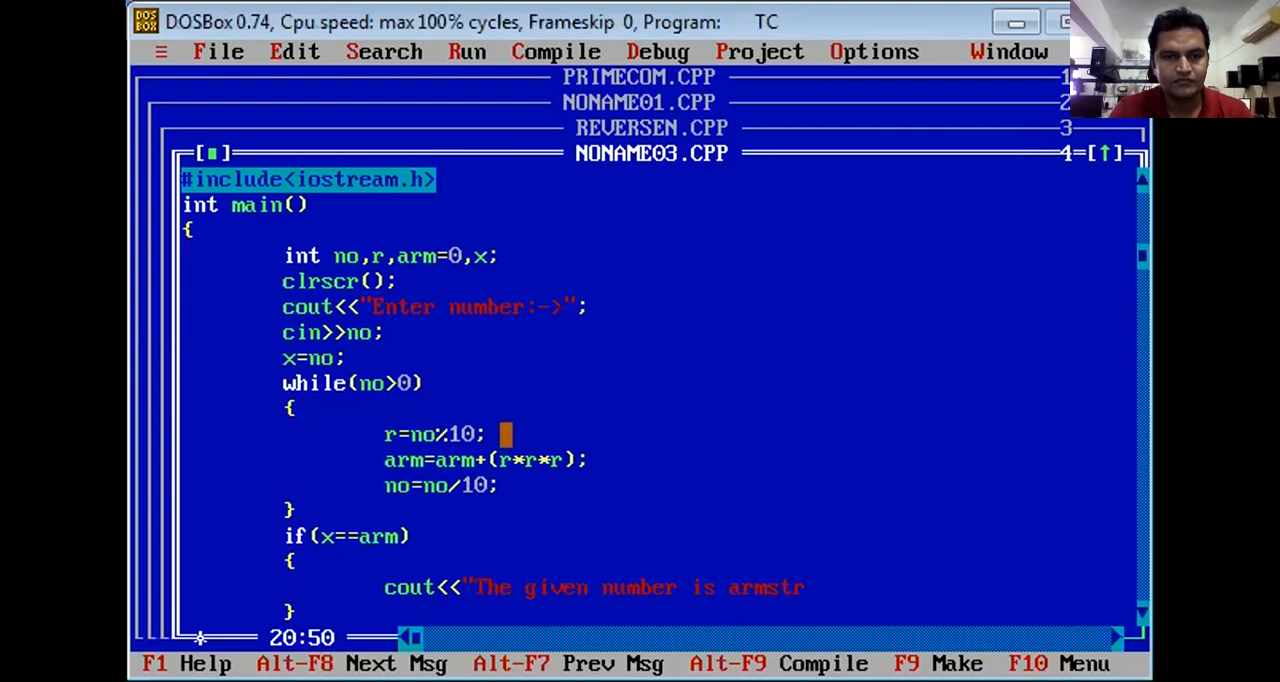 DOSBox 0.74, Cpu speed: max 100% cycles, Frameskip 0, Program: TC
≡ File Edit Search Run Compile Debug Project Options Window
PRIMECOM.CPP 1
NONAME01.CPP 2
REVERSEN.CPP 3
[■] NONAME03.CPP 4=[↑]
#include<iostream.h>
int main()
{
int no,r,arm=0,x;
clrscr();
cout<<"Enter number:->";
cin>>no;
x=no;
while(no>0)
{
r=no%10;
arm=arm+(r*r*r);
no=no/10;
}
if(x==arm)
{
cout<<"The given number is armstr
}
20:50
F1 Help Alt-F8 Next Msg Alt-F7 Prev Msg Alt-F9 Compile F9 Make F10 Menu